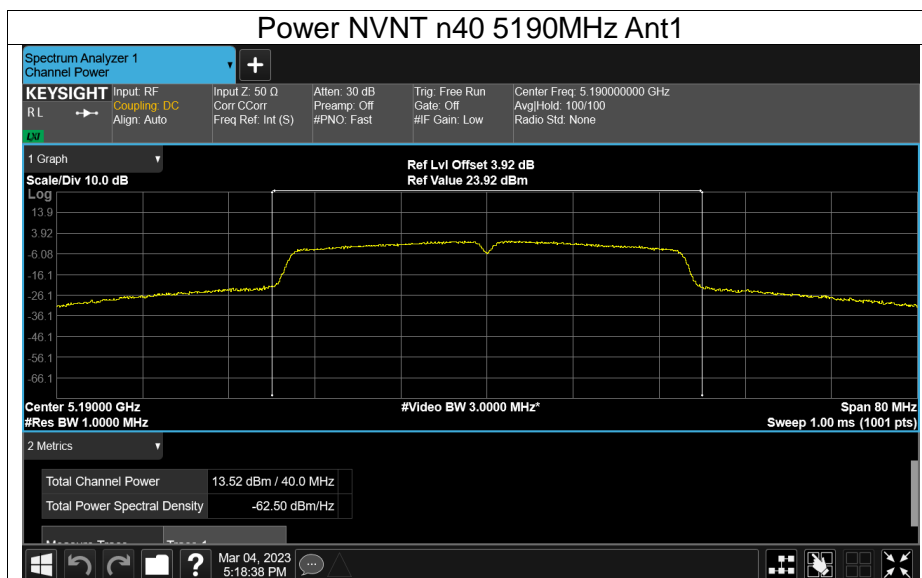 Power NVNT n40 5190MHz Ant1
Spectrum Analyzer 1
Channel Power
+
KEYSIGHT
R L
LXI
Input: RF
Coupling: DC
Align: Auto
Input Z: 50 Ω
Corr CCorr
Freq Ref: Int (S)
Atten: 30 dB
Preamp: Off
#PNO: Fast
Trig: Free Run
Gate: Off
#IF Gain: Low
Center Freq: 5.190000000 GHz
Avg|Hold: 100/100
Radio Std: None
1 Graph
Scale/Div 10.0 dB
Ref Lvl Offset 3.92 dB
Ref Value 23.92 dBm
Log
13.9
3.92
-6.08
-16.1
-26.1
-36.1
-46.1
-56.1
-66.1
Center 5.19000 GHz
#Video BW 3.0000 MHz*
Span 80 MHz
#Res BW 1.0000 MHz
Sweep 1.00 ms (1001 pts)
2 Metrics
Total Channel Power 13.52 dBm / 40.0 MHz
Total Power Spectral Density -62.50 dBm/Hz
?
Mar 04, 2023
5:18:38 PM